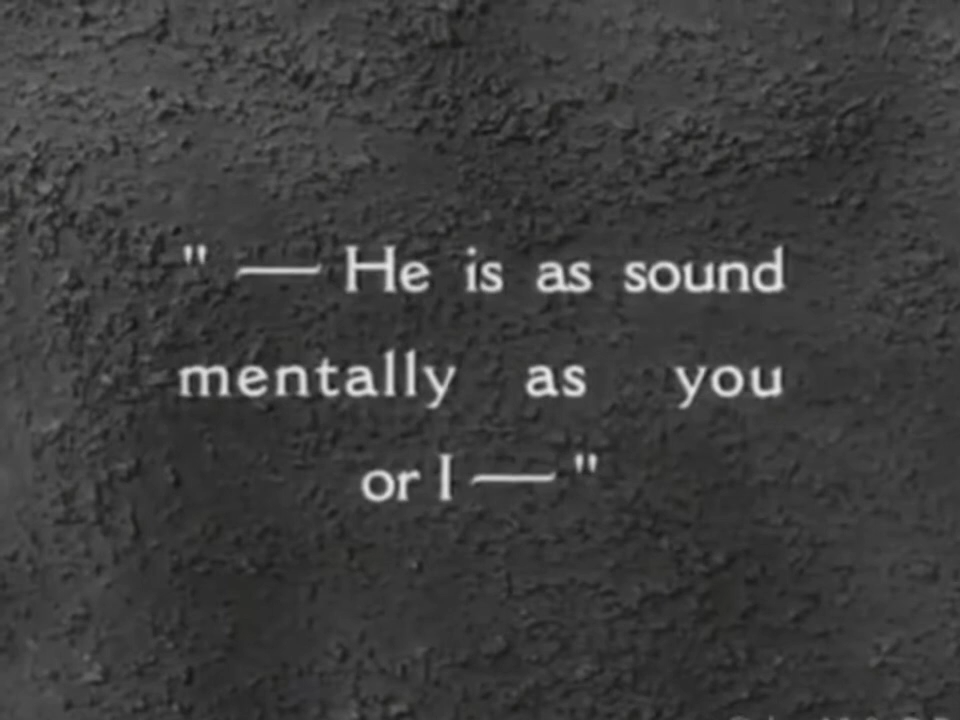 "— He is as sound
mentally as you
or I —"